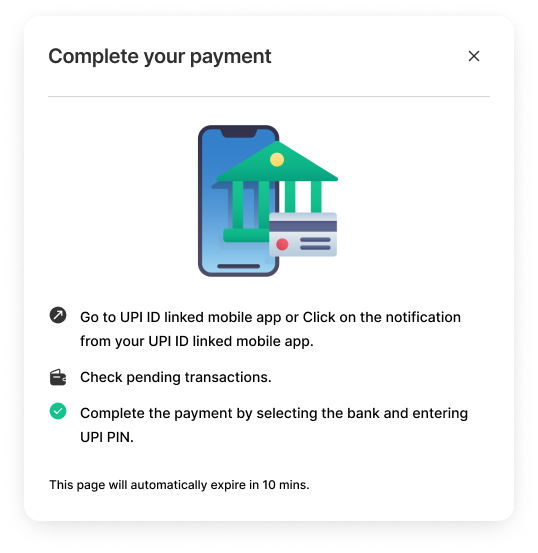 Complete your payment
Go to UPI ID linked mobile app or Click on the notification
from your UPI ID linked mobile app.
Check pending transactions.
Complete the payment by selecting the bank and entering
UPI PIN.
This page will automatically expire in 10 mins.